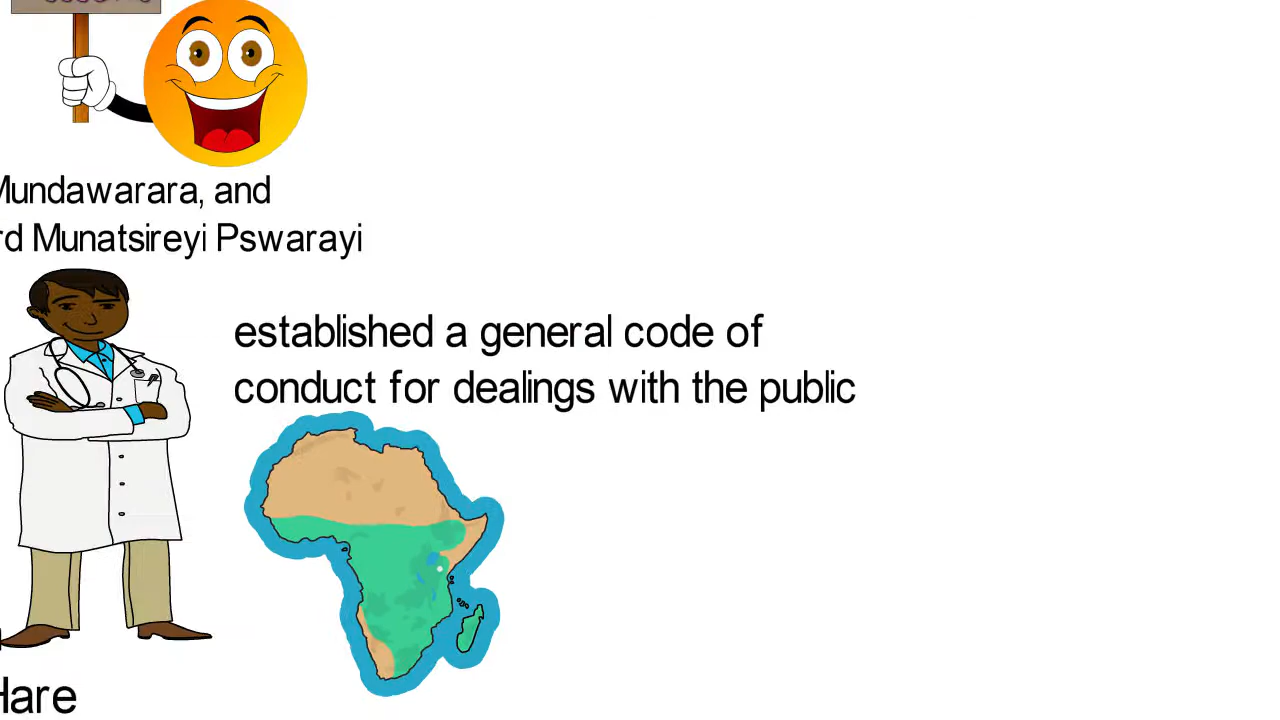 Mundawarara, and
rd Munatsireyi Pswarayi
established a general code of
conduct for dealings with the public
Hare